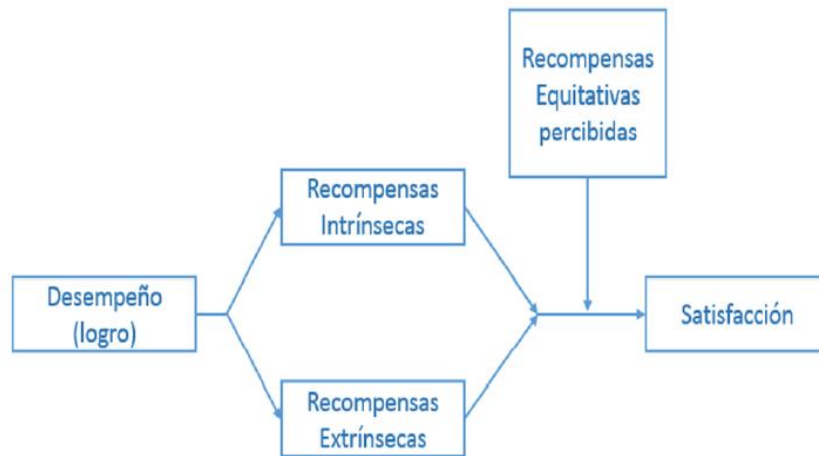 Recompensas
Equitativas
percibidas
Recompensas
Intrínsecas
Desempeño
(logro)
Satisfacción
Recompensas
Extrínsecas